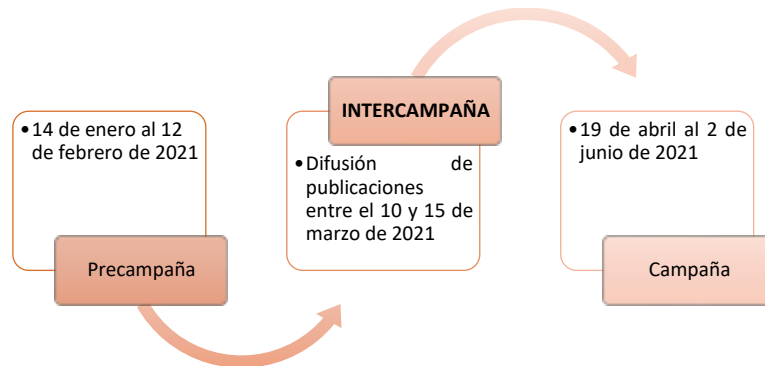 •14 de enero al 12
de febrero de 2021
Precampaña
INTERCAMPAÑA
•Difusión de
publicaciones
entre el 10 y 15 de
marzo de 2021
•19 de abril al 2 de
junio de 2021
Campaña